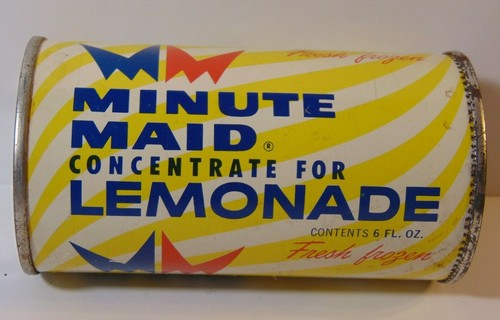 Fresh frozen
MINUTE
MAID®
CONCENTRATE FOR
LEMONADE
CONTENTS 6 FL. OZ.
Fresh frozen